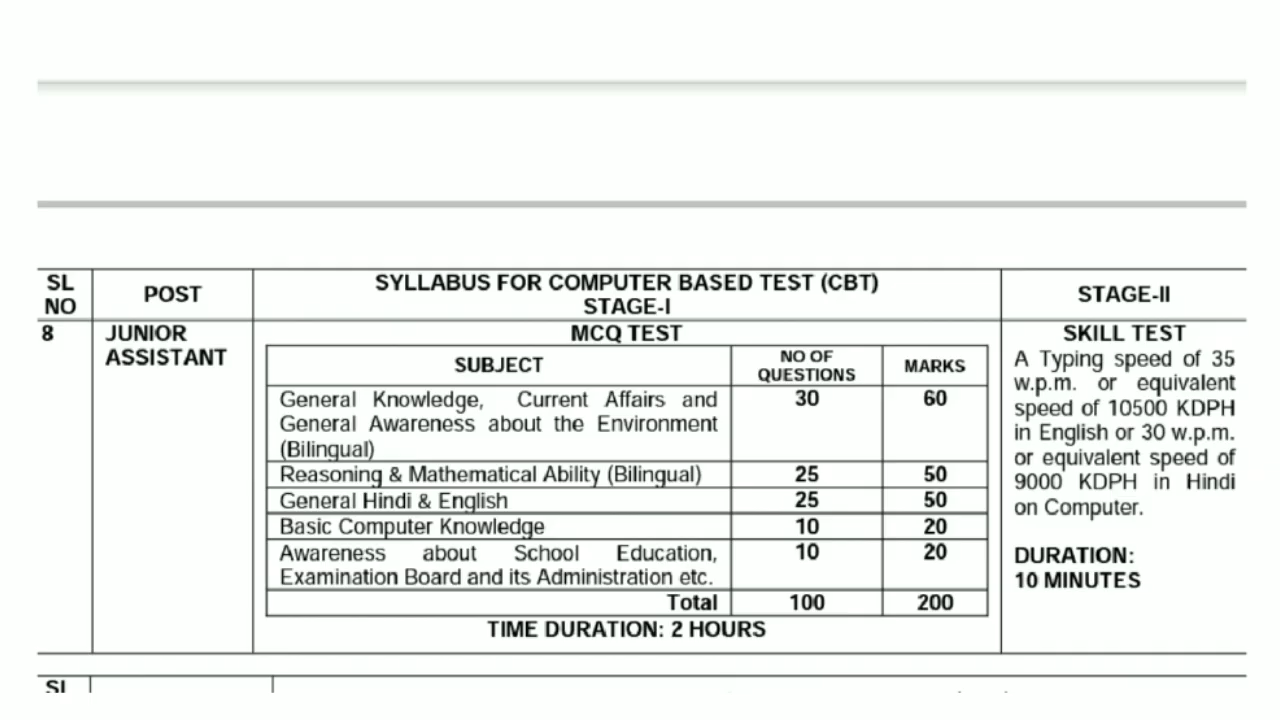 SL
NO
POST
SYLLABUS FOR COMPUTER BASED TEST (CBT)
STAGE-I
STAGE-II
8
JUNIOR
ASSISTANT
MCQ TEST
SUBJECT
NO OF
QUESTIONS
MARKS
General Knowledge, Current Affairs and
General Awareness about the Environment
(Bilingual)
30
60
Reasoning & Mathematical Ability (Bilingual)
25
50
General Hindi & English
25
50
Basic Computer Knowledge
10
20
Awareness about School Education,
Examination Board and its Administration etc.
10
20
Total
100
200
TIME DURATION: 2 HOURS
SKILL TEST
A Typing speed of 35
w.p.m. or equivalent
speed of 10500 KDPH
in English or 30 w.p.m.
or equivalent speed of
9000 KDPH in Hindi
on Computer.
DURATION:
10 MINUTES
SL